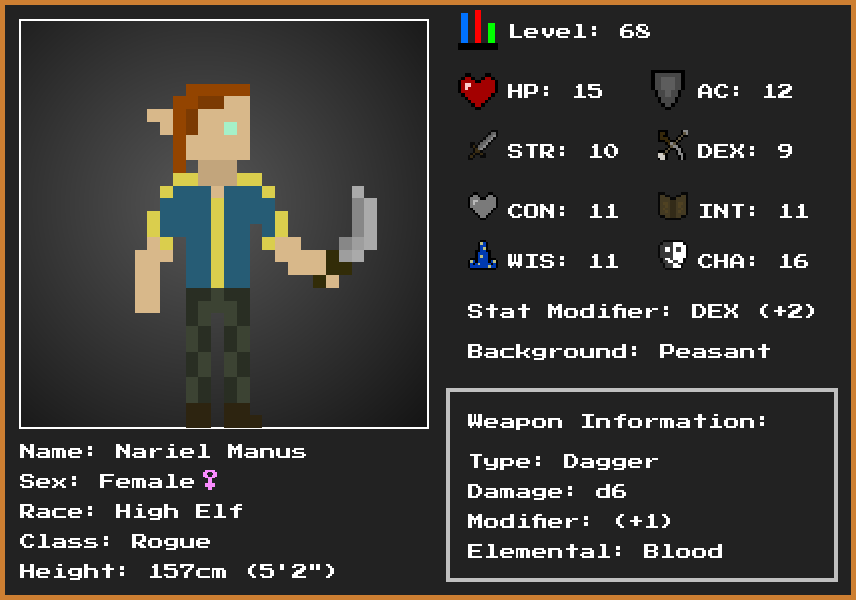 Level: 68
HP: 15 AC: 12
STR: 10 DEX: 9
CON: 11 INT: 11
WIS: 11 CHA: 16
Stat Modifier: DEX (+2)
Background: Peasant
Weapon Information:
Type: Dagger
Damage: d6
Modifier: (+1)
Elemental: Blood
Name: Nariel Manus
Sex: Female♀
Race: High Elf
Class: Rogue
Height: 157cm (5'2")